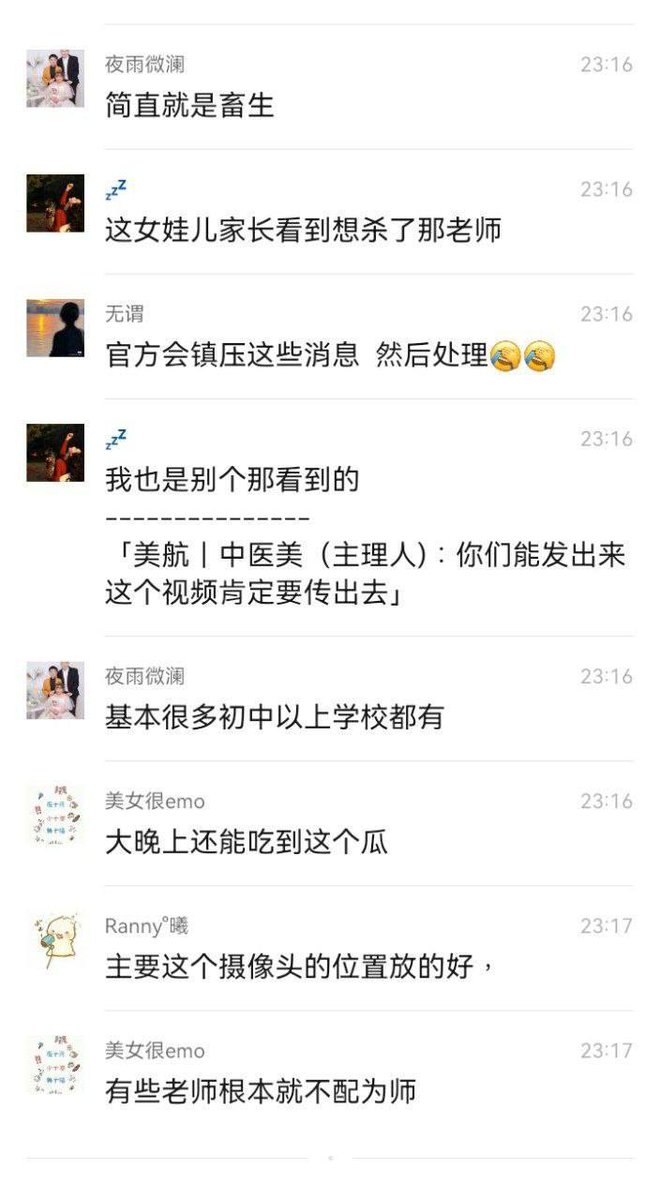 夜雨微澜 23:16
简直就是畜生
zzZ 23:16
这女娃儿家长看到想杀了那老师
无谓 23:16
官方会镇压这些消息 然后处理
zzZ 23:16
我也是别个那看到的
---------------
「美航|中医美（主理人）：你们能发出来
这个视频肯定要传出去」
夜雨微澜 23:16
基本很多初中以上学校都有
美女很emo 23:16
大晚上还能吃到这个瓜
Ranny°曦 23:17
主要这个摄像头的位置放的好，
美女很emo 23:17
有些老师根本就不配为师